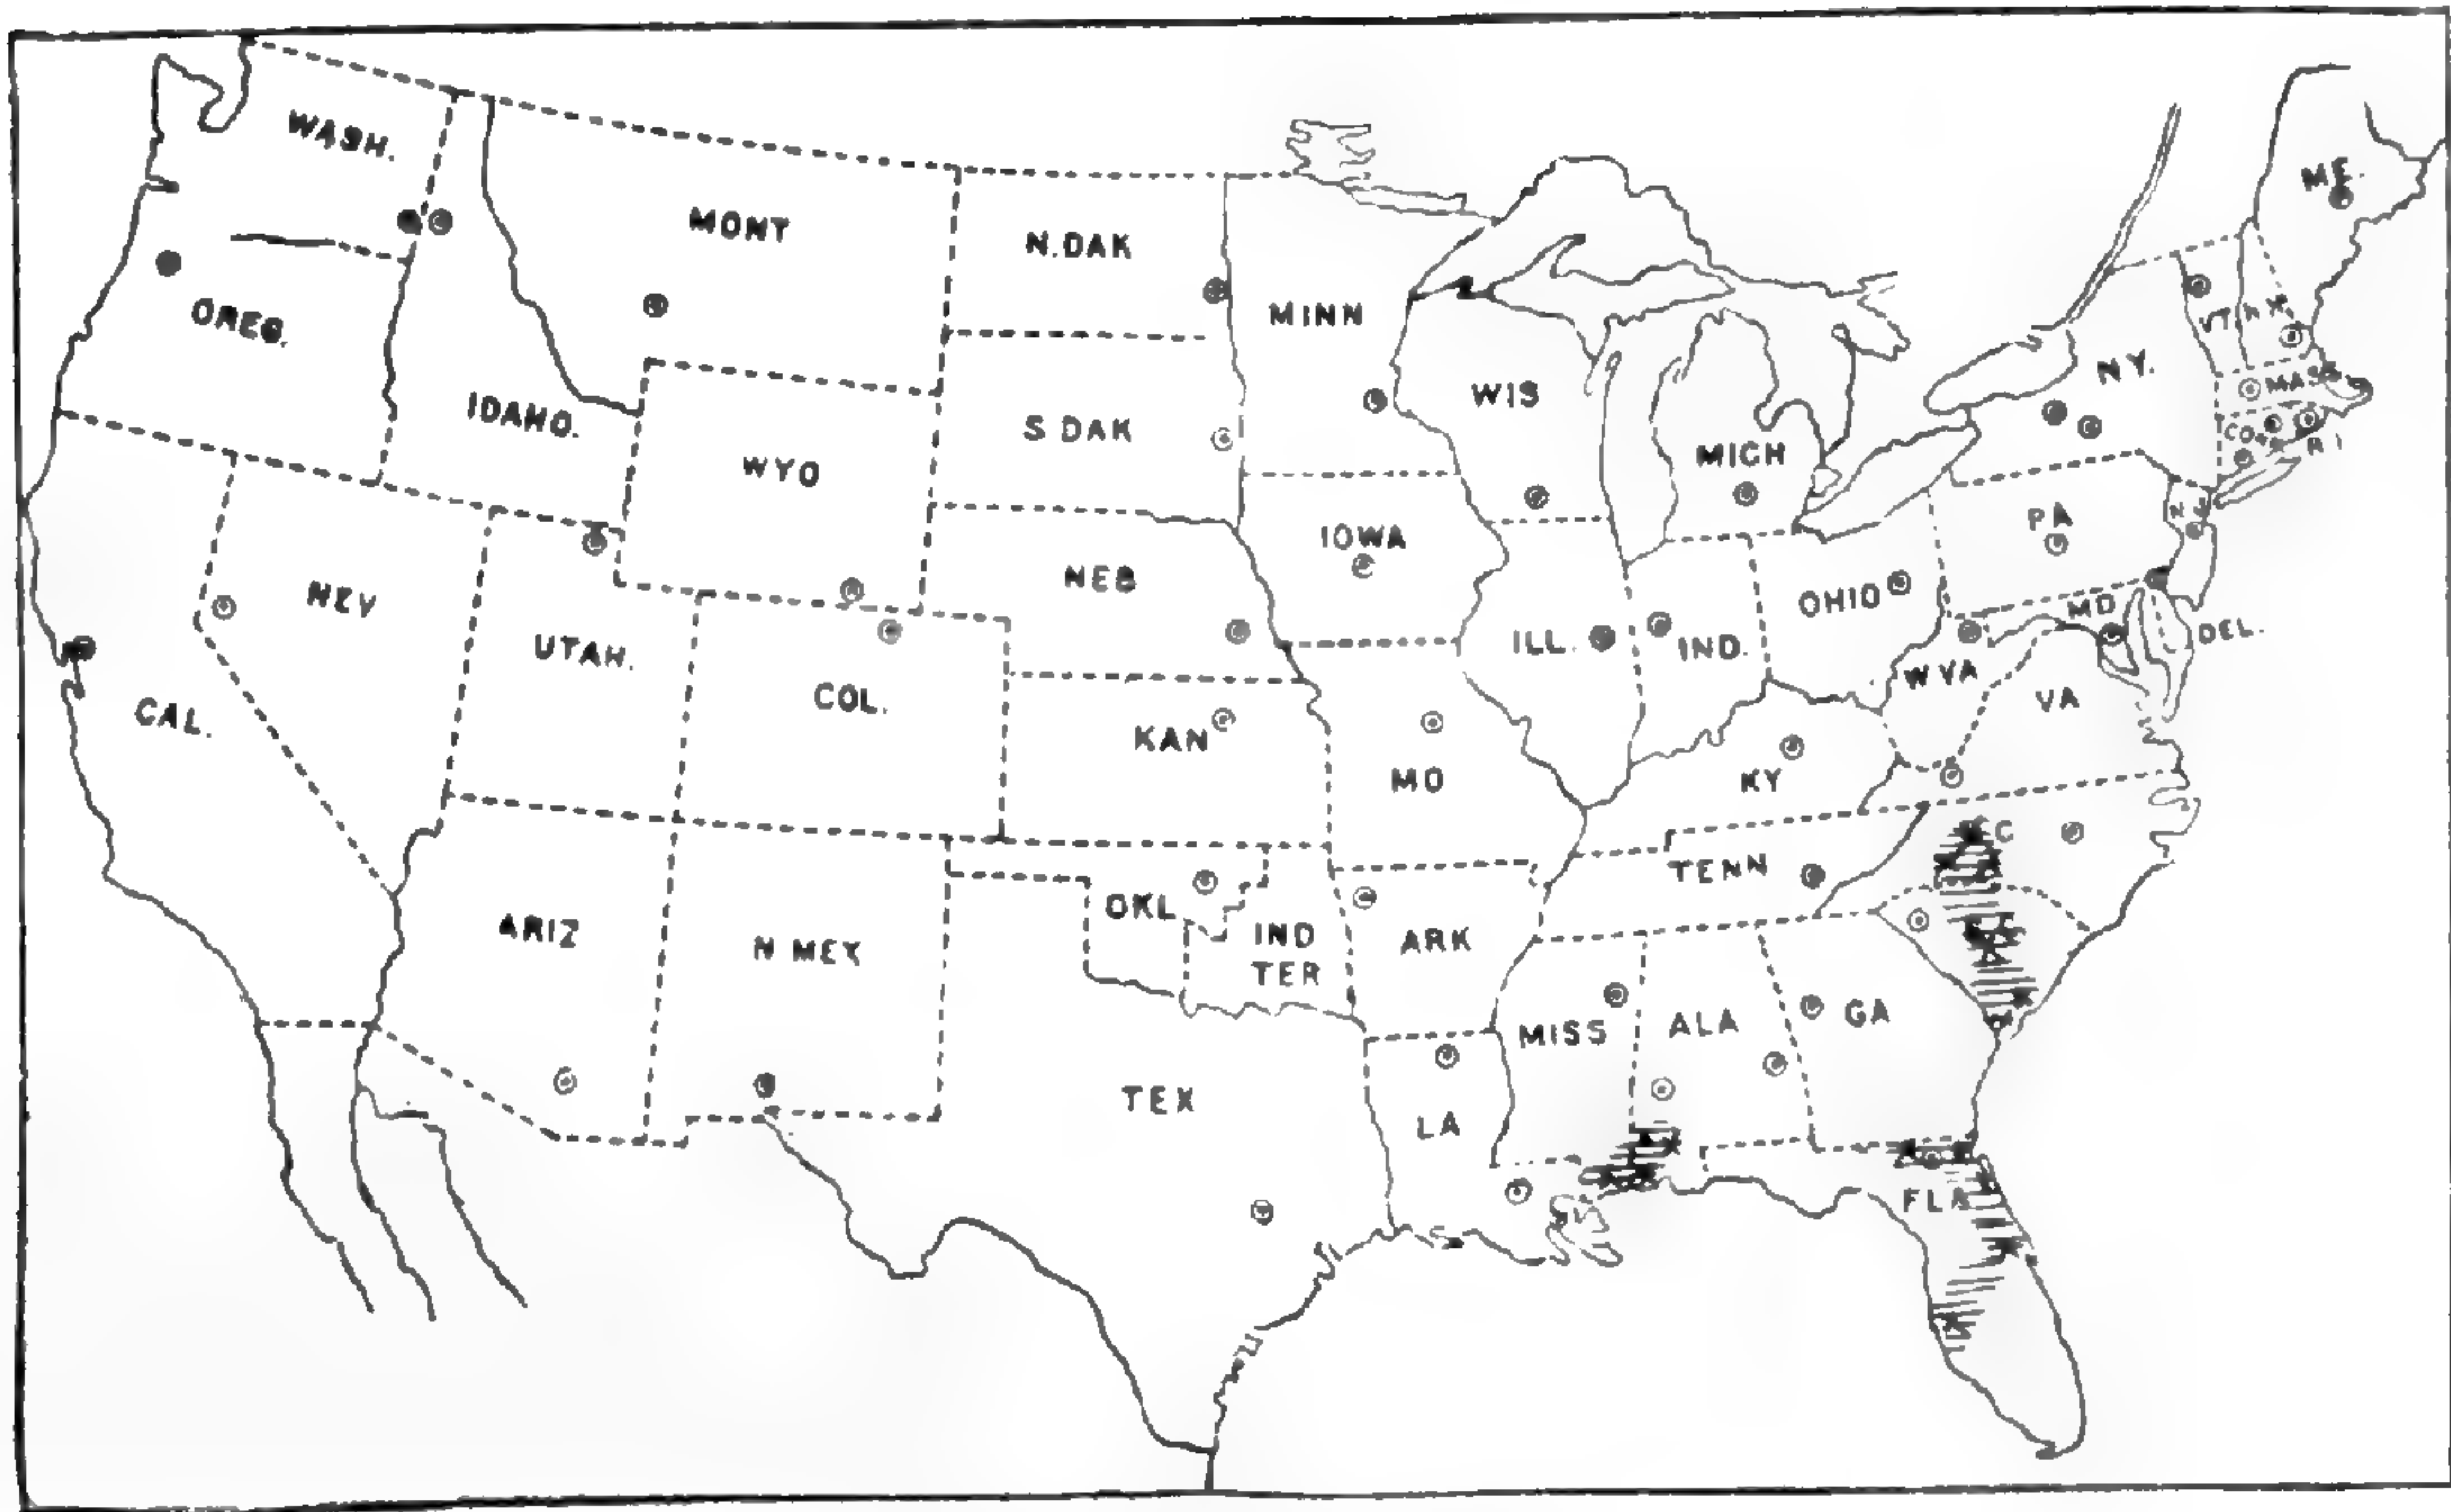 WASH.
ME.
MONT
N.DAK
MINN
OREG.
VT
N.H.
N.Y.
MASS
WIS
IDAHO.
S DAK
CON
R I
MICH
WYO
N J
PA
IOWA
NEB
NEV
OHIO
MD
DEL.
UTAH.
ILL.
IND.
W VA
VA
COL.
CAL.
KAN
MO
KY
TENN
OKL
IND
TER
ARK
ARIZ
N MEX
MISS
ALA
GA
TEX
LA
FLA